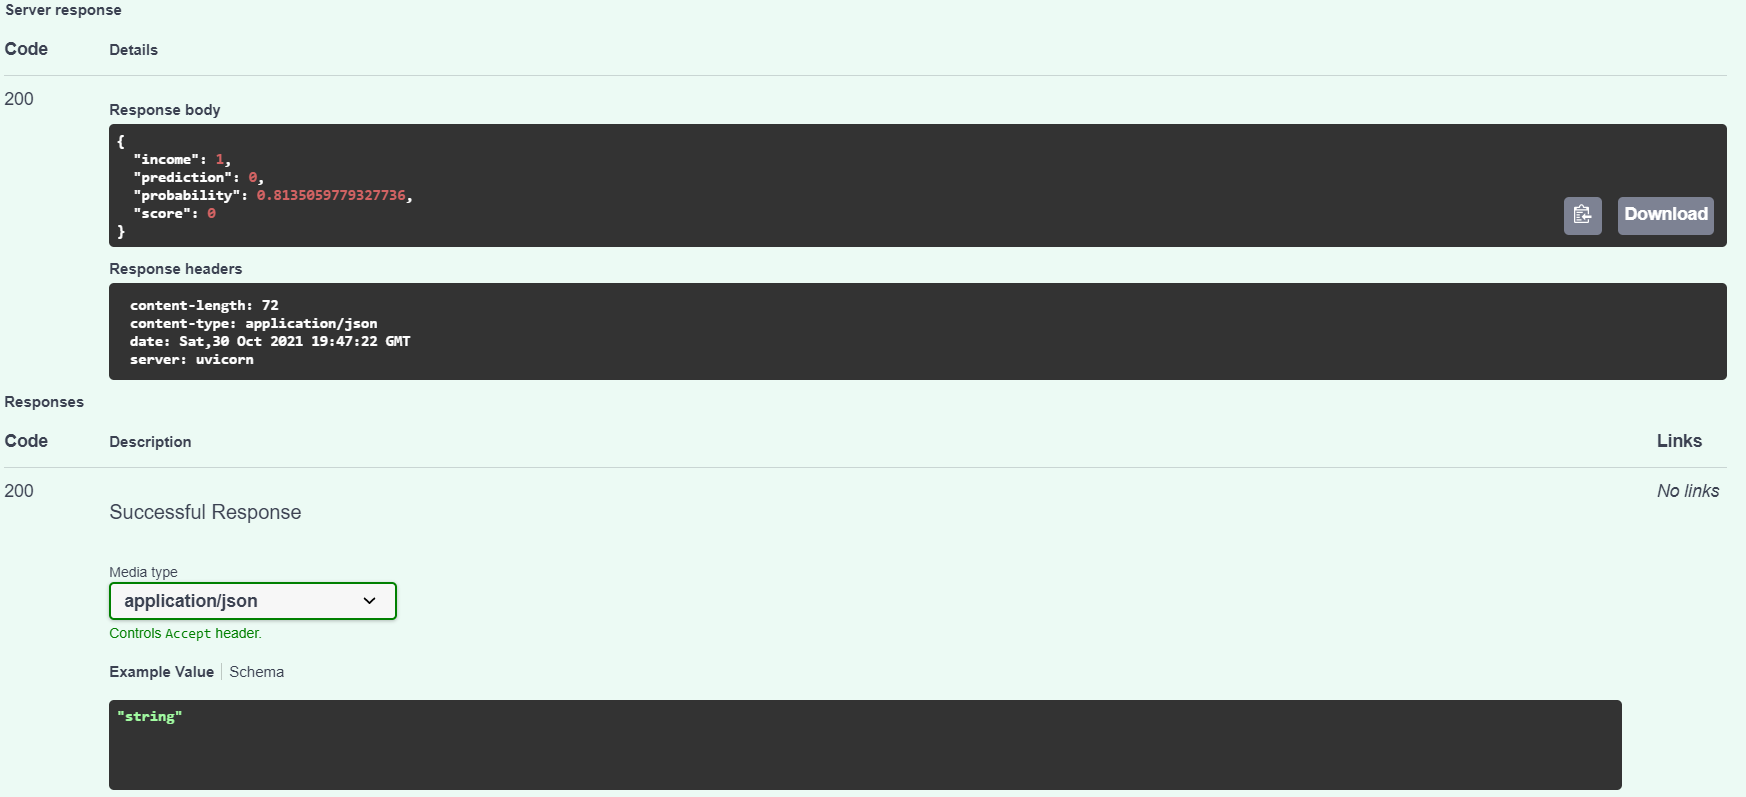 Server response
Code Details
200
Response body
{
  "income": 1,
  "prediction": 0,
  "probability": 0.8135059779327736,
  "score": 0
}
Download
Response headers
content-length: 72
content-type: application/json
date: Sat,30 Oct 2021 19:47:22 GMT
server: uvicorn
Responses
Code Description Links
200 No links
Successful Response
Media type
application/json
Controls Accept header.
Example Value Schema
"string"